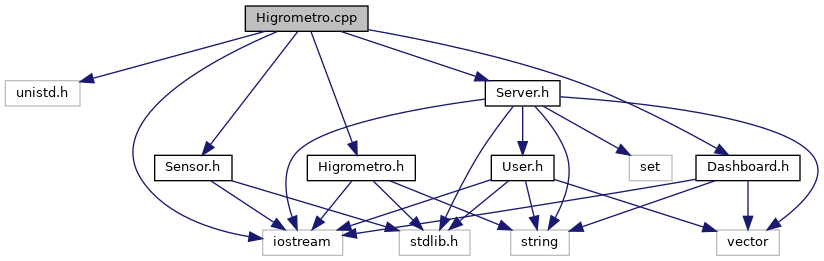 Higrometro.cpp
unistd.h
Server.h
Sensor.h
Higrometro.h
User.h
set
Dashboard.h
iostream
stdlib.h
string
vector